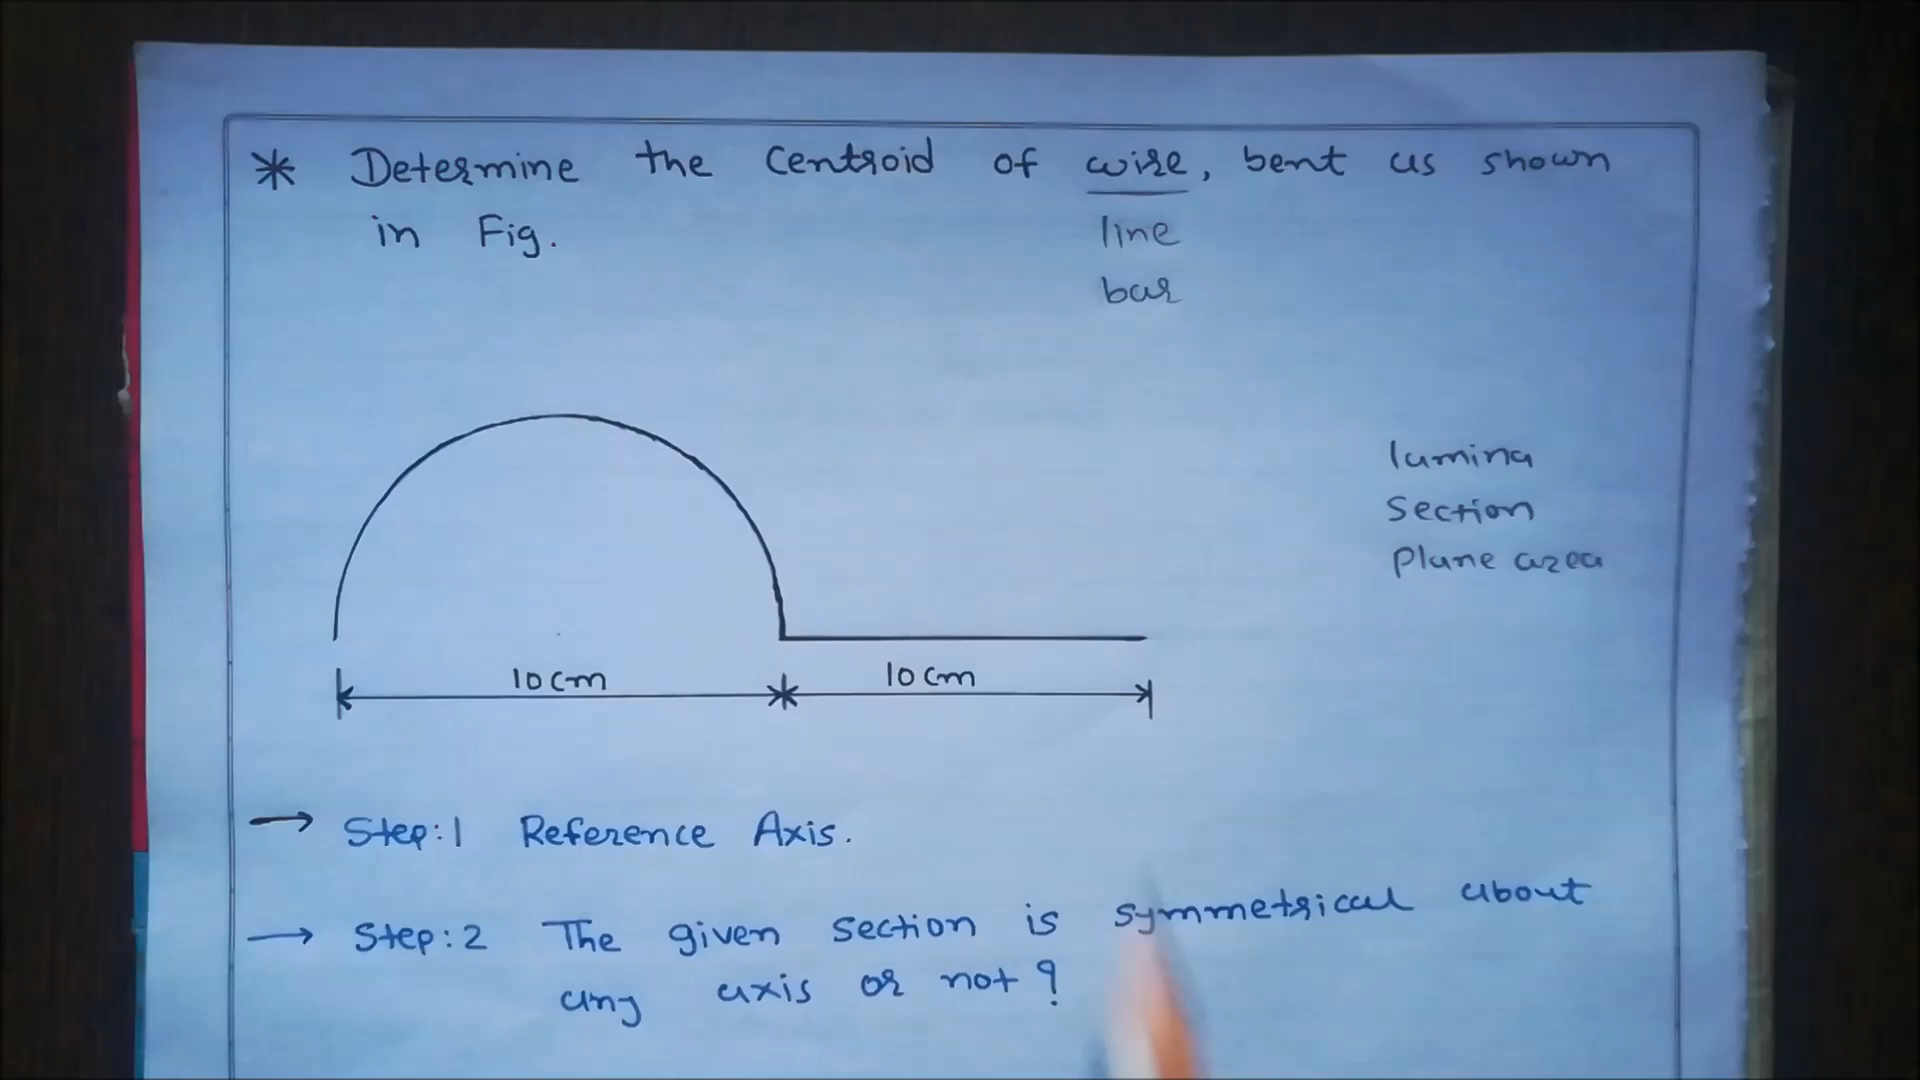 * Determine the centroid of wire, bent as shown
in Fig.
line
bar
lamina
Section
Plane area
10 cm
10 cm
→ Step:1 Reference Axis.
→ Step:2 The given section is symmetrical about
any axis or not?